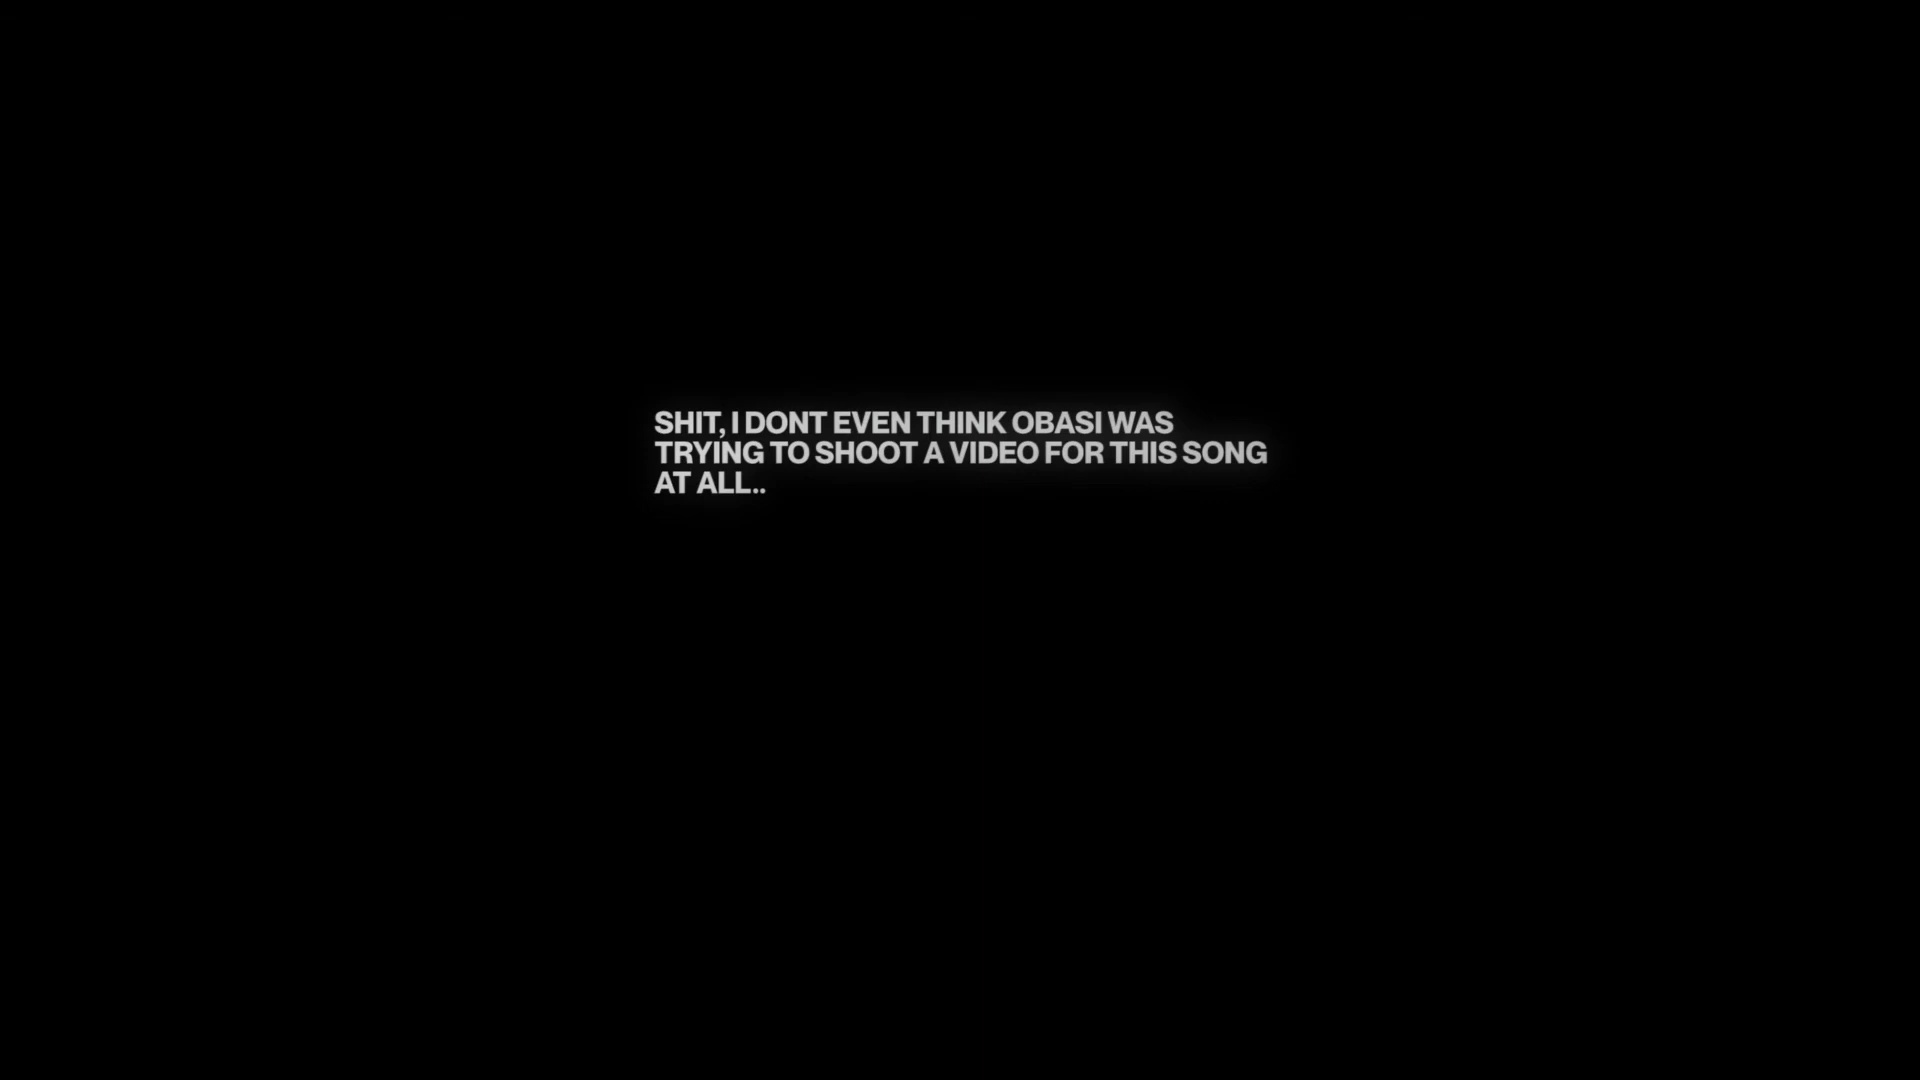 SHIT, I DONT EVEN THINK OBASI WAS
TRYING TO SHOOT A VIDEO FOR THIS SONG
AT ALL..